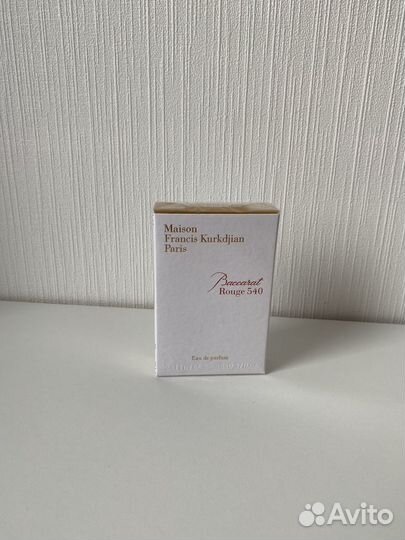 Maison
Francis Kurkdjian
Paris
Baccarat
Rouge 540
Eau de parfum
Avito